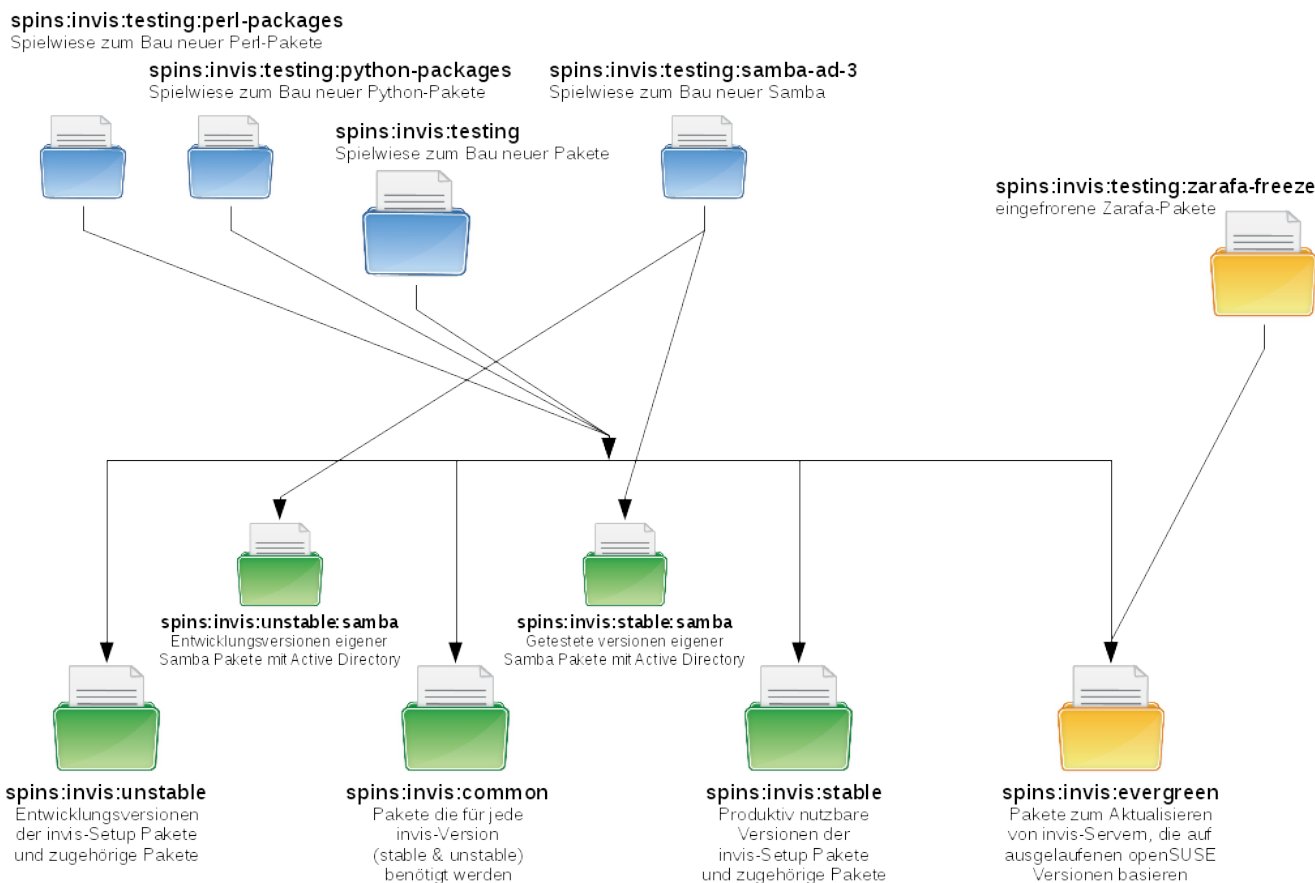 spins:invis:testing:perl-packages
Spielwiese zum Bau neuer Perl-Pakete
spins:invis:testing:python-packages
Spielwiese zum Bau neuer Python-Pakete
spins:invis:testing:samba-ad-3
Spielwiese zum Bau neuer Samba
spins:invis:testing
Spielwiese zum Bau neuer Pakete
spins:invis:testing:zarafa-freeze
eingefrorene Zarafa-Pakete
spins:invis:unstable:samba
Entwicklungsversionen eigener
Samba Pakete mit Active Directory
spins:invis:stable:samba
Getestete versionen eigener
Samba Pakete mit Active Directory
spins:invis:unstable
Entwicklungsversionen
der invis-Setup Pakete
und zugehörige Pakete
spins:invis:common
Pakete die für jede
invis-Version
(stable & unstable)
benötigt werden
spins:invis:stable
Produktiv nutzbare
Versionen der
invis-Setup Pakete
und zugehörige Pakete
spins:invis:evergreen
Pakete zum Aktualisieren
von invis-Servern, die auf
ausgelaufenen openSUSE
Versionen basieren